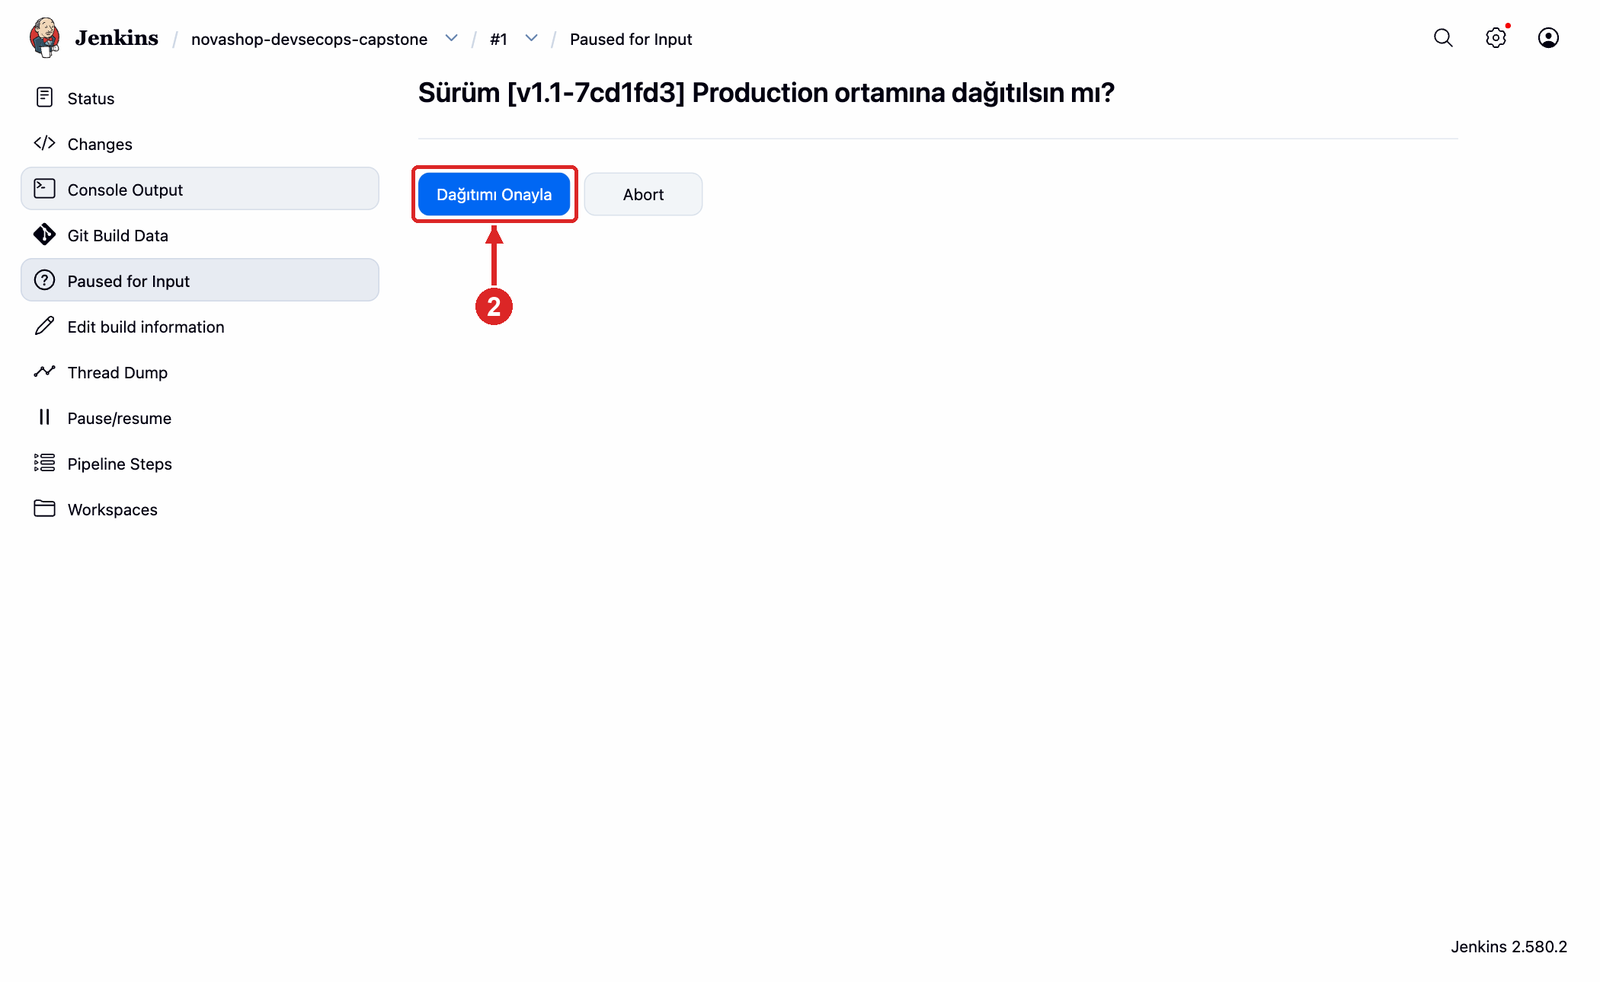 Jenkins / novashop-devsecops-capstone / #1 / Paused for Input
Status
Changes
Console Output
Git Build Data
Paused for Input
Edit build information
Thread Dump
Pause/resume
Pipeline Steps
Workspaces
Sürüm [v1.1-7cd1fd3] Production ortamına dağıtılsın mı?
Dağıtımı Onayla Abort
2
Jenkins 2.580.2